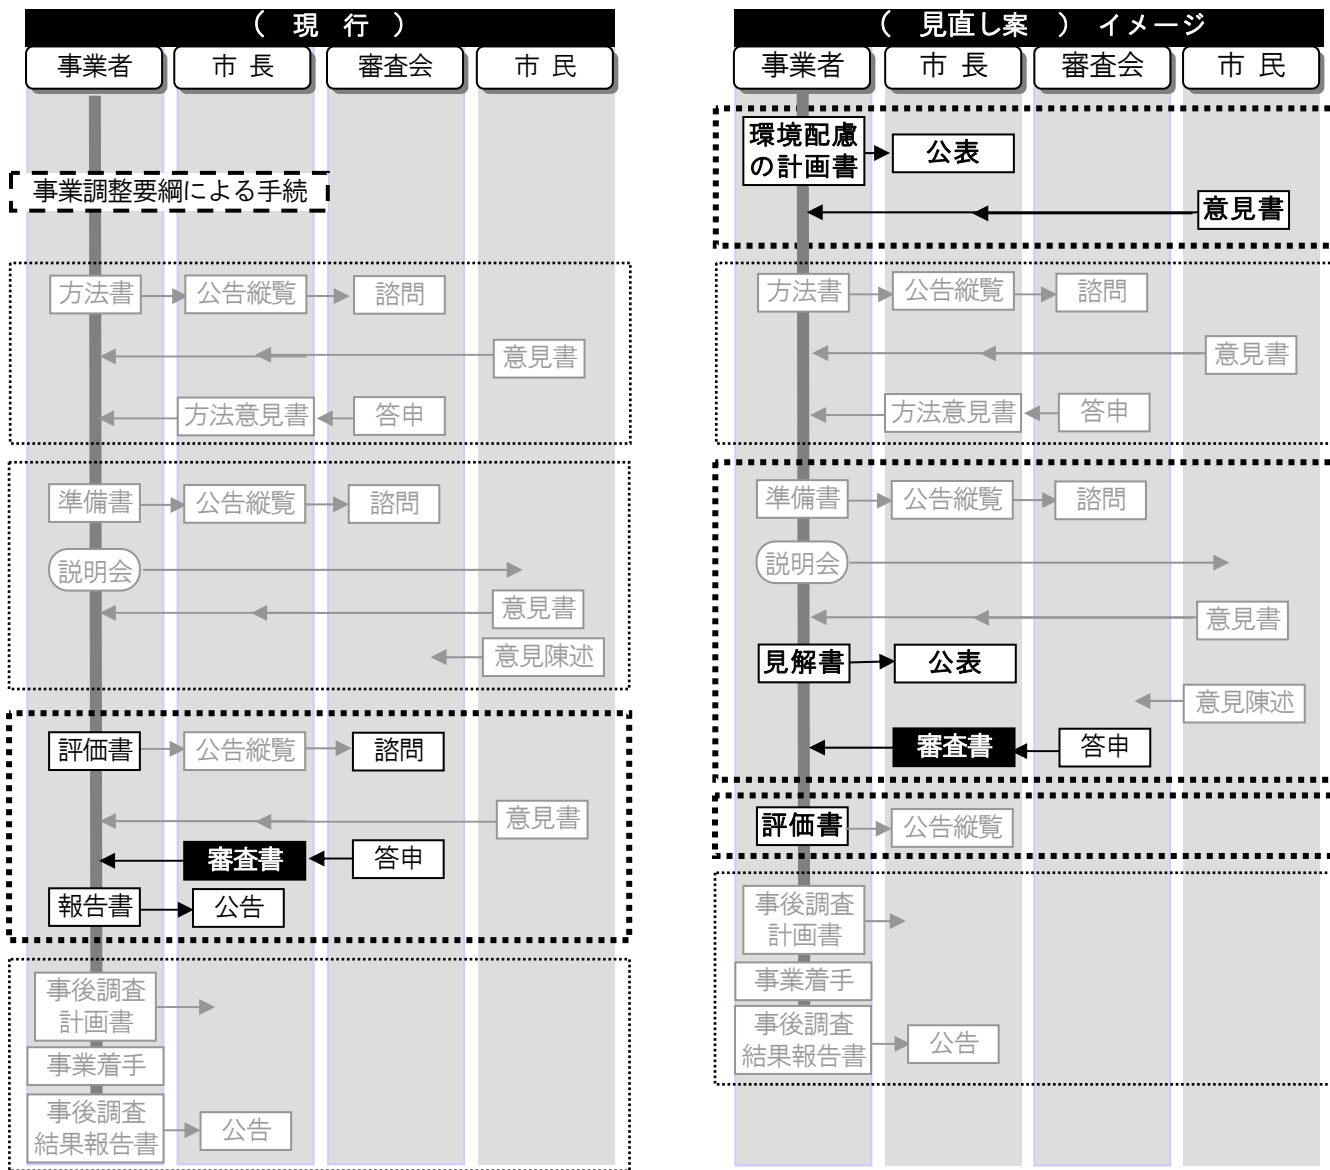 （　現　行　）
事業者 市 長 審査会 市 民
事業調整要綱による手続
方法書 公告縦覧 諮問
意見書
方法意見書 答申
準備書 公告縦覧 諮問
説明会
意見書
意見陳述
評価書 公告縦覧 諮問
意見書
審査書 答申
報告書 公告
事後調査
計画書
事業着手
事後調査
結果報告書 公告
（　見直し案　） イメージ
事業者 市 長 審査会 市 民
環境配慮
の計画書 公表
意見書
方法書 公告縦覧 諮問
意見書
方法意見書 答申
準備書 公告縦覧 諮問
説明会
意見書
見解書 公表
意見陳述
審査書 答申
評価書 公告縦覧
事後調査
計画書
事業着手
事後調査
結果報告書 公告